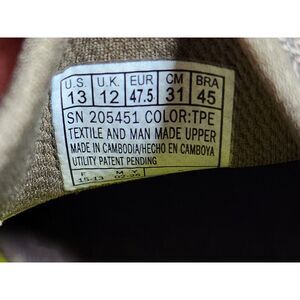 U.S. U.K. EUR CM BRA
13 12 47.5 31 45
SN 205451 COLOR:TPE
TEXTILE AND MAN MADE UPPER
MADE IN CAMBODIA/HECHO EN CAMBOYA
UTILITY PATENT PENDING
F M Y